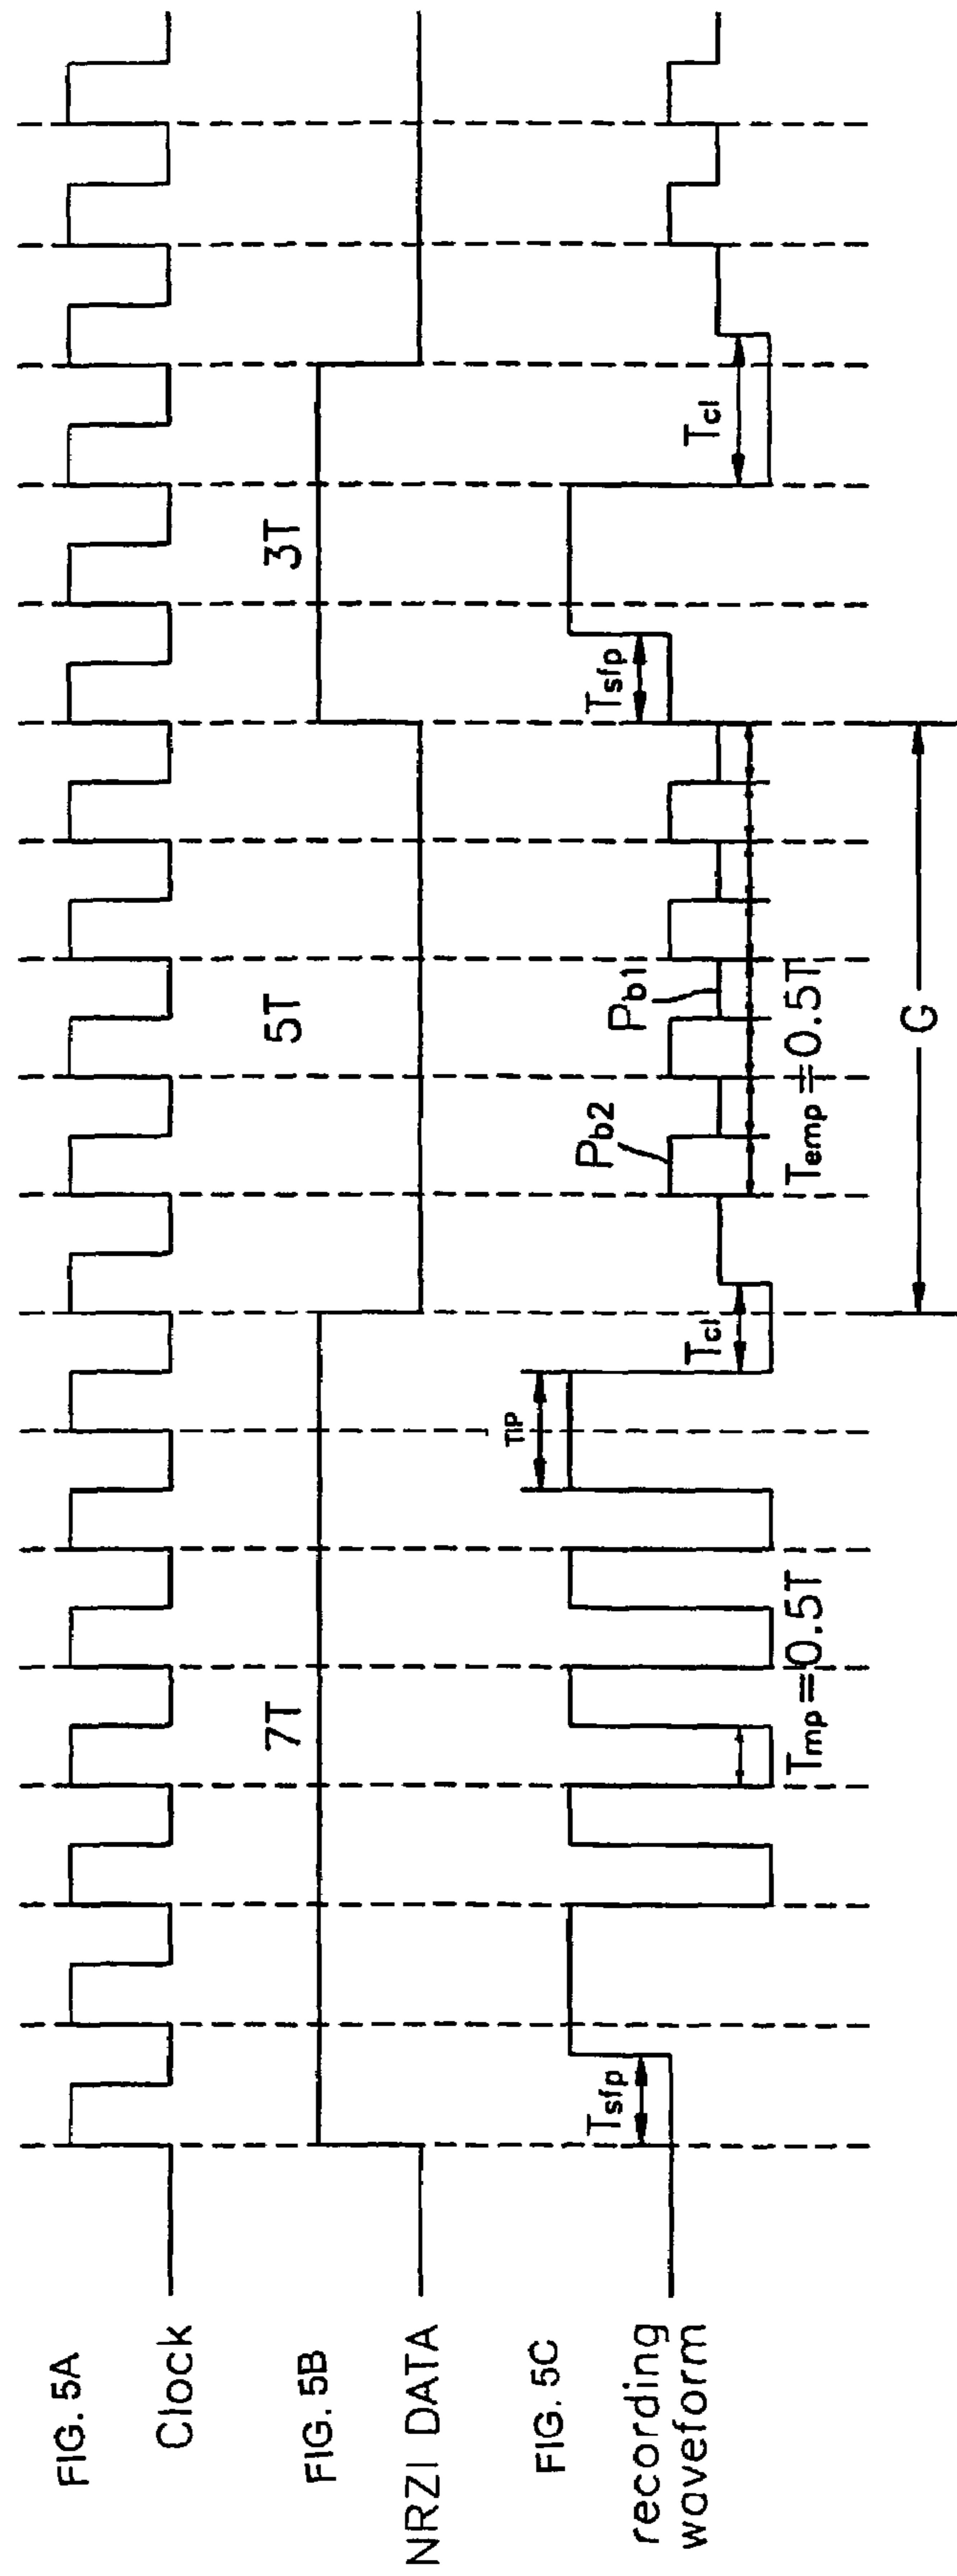 FIG. 5A
Clock
FIG. 5B
NRZI DATA
7T
5T
3T
FIG. 5C
recording
waveform
Tsfp
Tmp=0.5T
TlP
Tcl
Pb2
Pb1
Temp=0.5T
Tsfp
Tcl
G